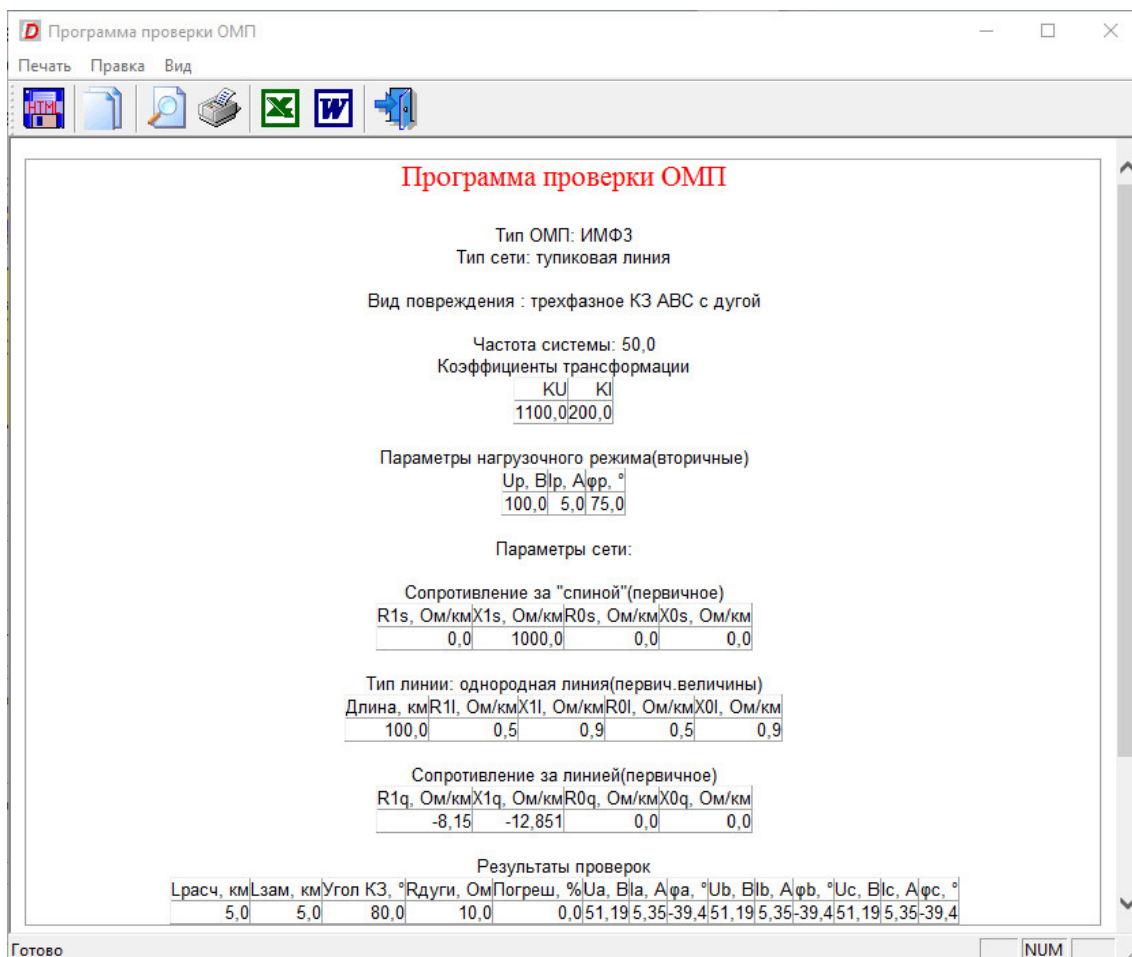 Программа проверки ОМП
Печать Правка Вид
HTML
Программа проверки ОМП
Тип ОМП: ИМФ3
Тип сети: тупиковая линия
Вид повреждения : трехфазное КЗ ABC с дугой
Частота системы: 50,0
Коэффициенты трансформации
KU KI
1100,0 200,0
Параметры нагрузочного режима(вторичные)
Uр, В Iр, А φр, °
100,0 5,0 75,0
Параметры сети:
Сопротивление за "спиной"(первичное)
R1s, Ом/км X1s, Ом/км R0s, Ом/км X0s, Ом/км
0,0 1000,0 0,0 0,0
Тип линии: однородная линия(первич.величины)
Длина, км R1l, Ом/км X1l, Ом/км R0l, Ом/км X0l, Ом/км
100,0 0,5 0,9 0,5 0,9
Сопротивление за линией(первичное)
R1q, Ом/км X1q, Ом/км R0q, Ом/км X0q, Ом/км
-8,15 -12,851 0,0 0,0
Результаты проверок
Lрасч, км Lзам, км Угол КЗ, ° Rдуги, Ом Погреш, % Ua, В Ia, А φa, ° Ub, В Ib, А φb, ° Uc, В Ic, А φc, °
5,0 5,0 80,0 10,0 0,0 51,19 5,35 -39,4 51,19 5,35 -39,4 51,19 5,35 -39,4
Готово NUM